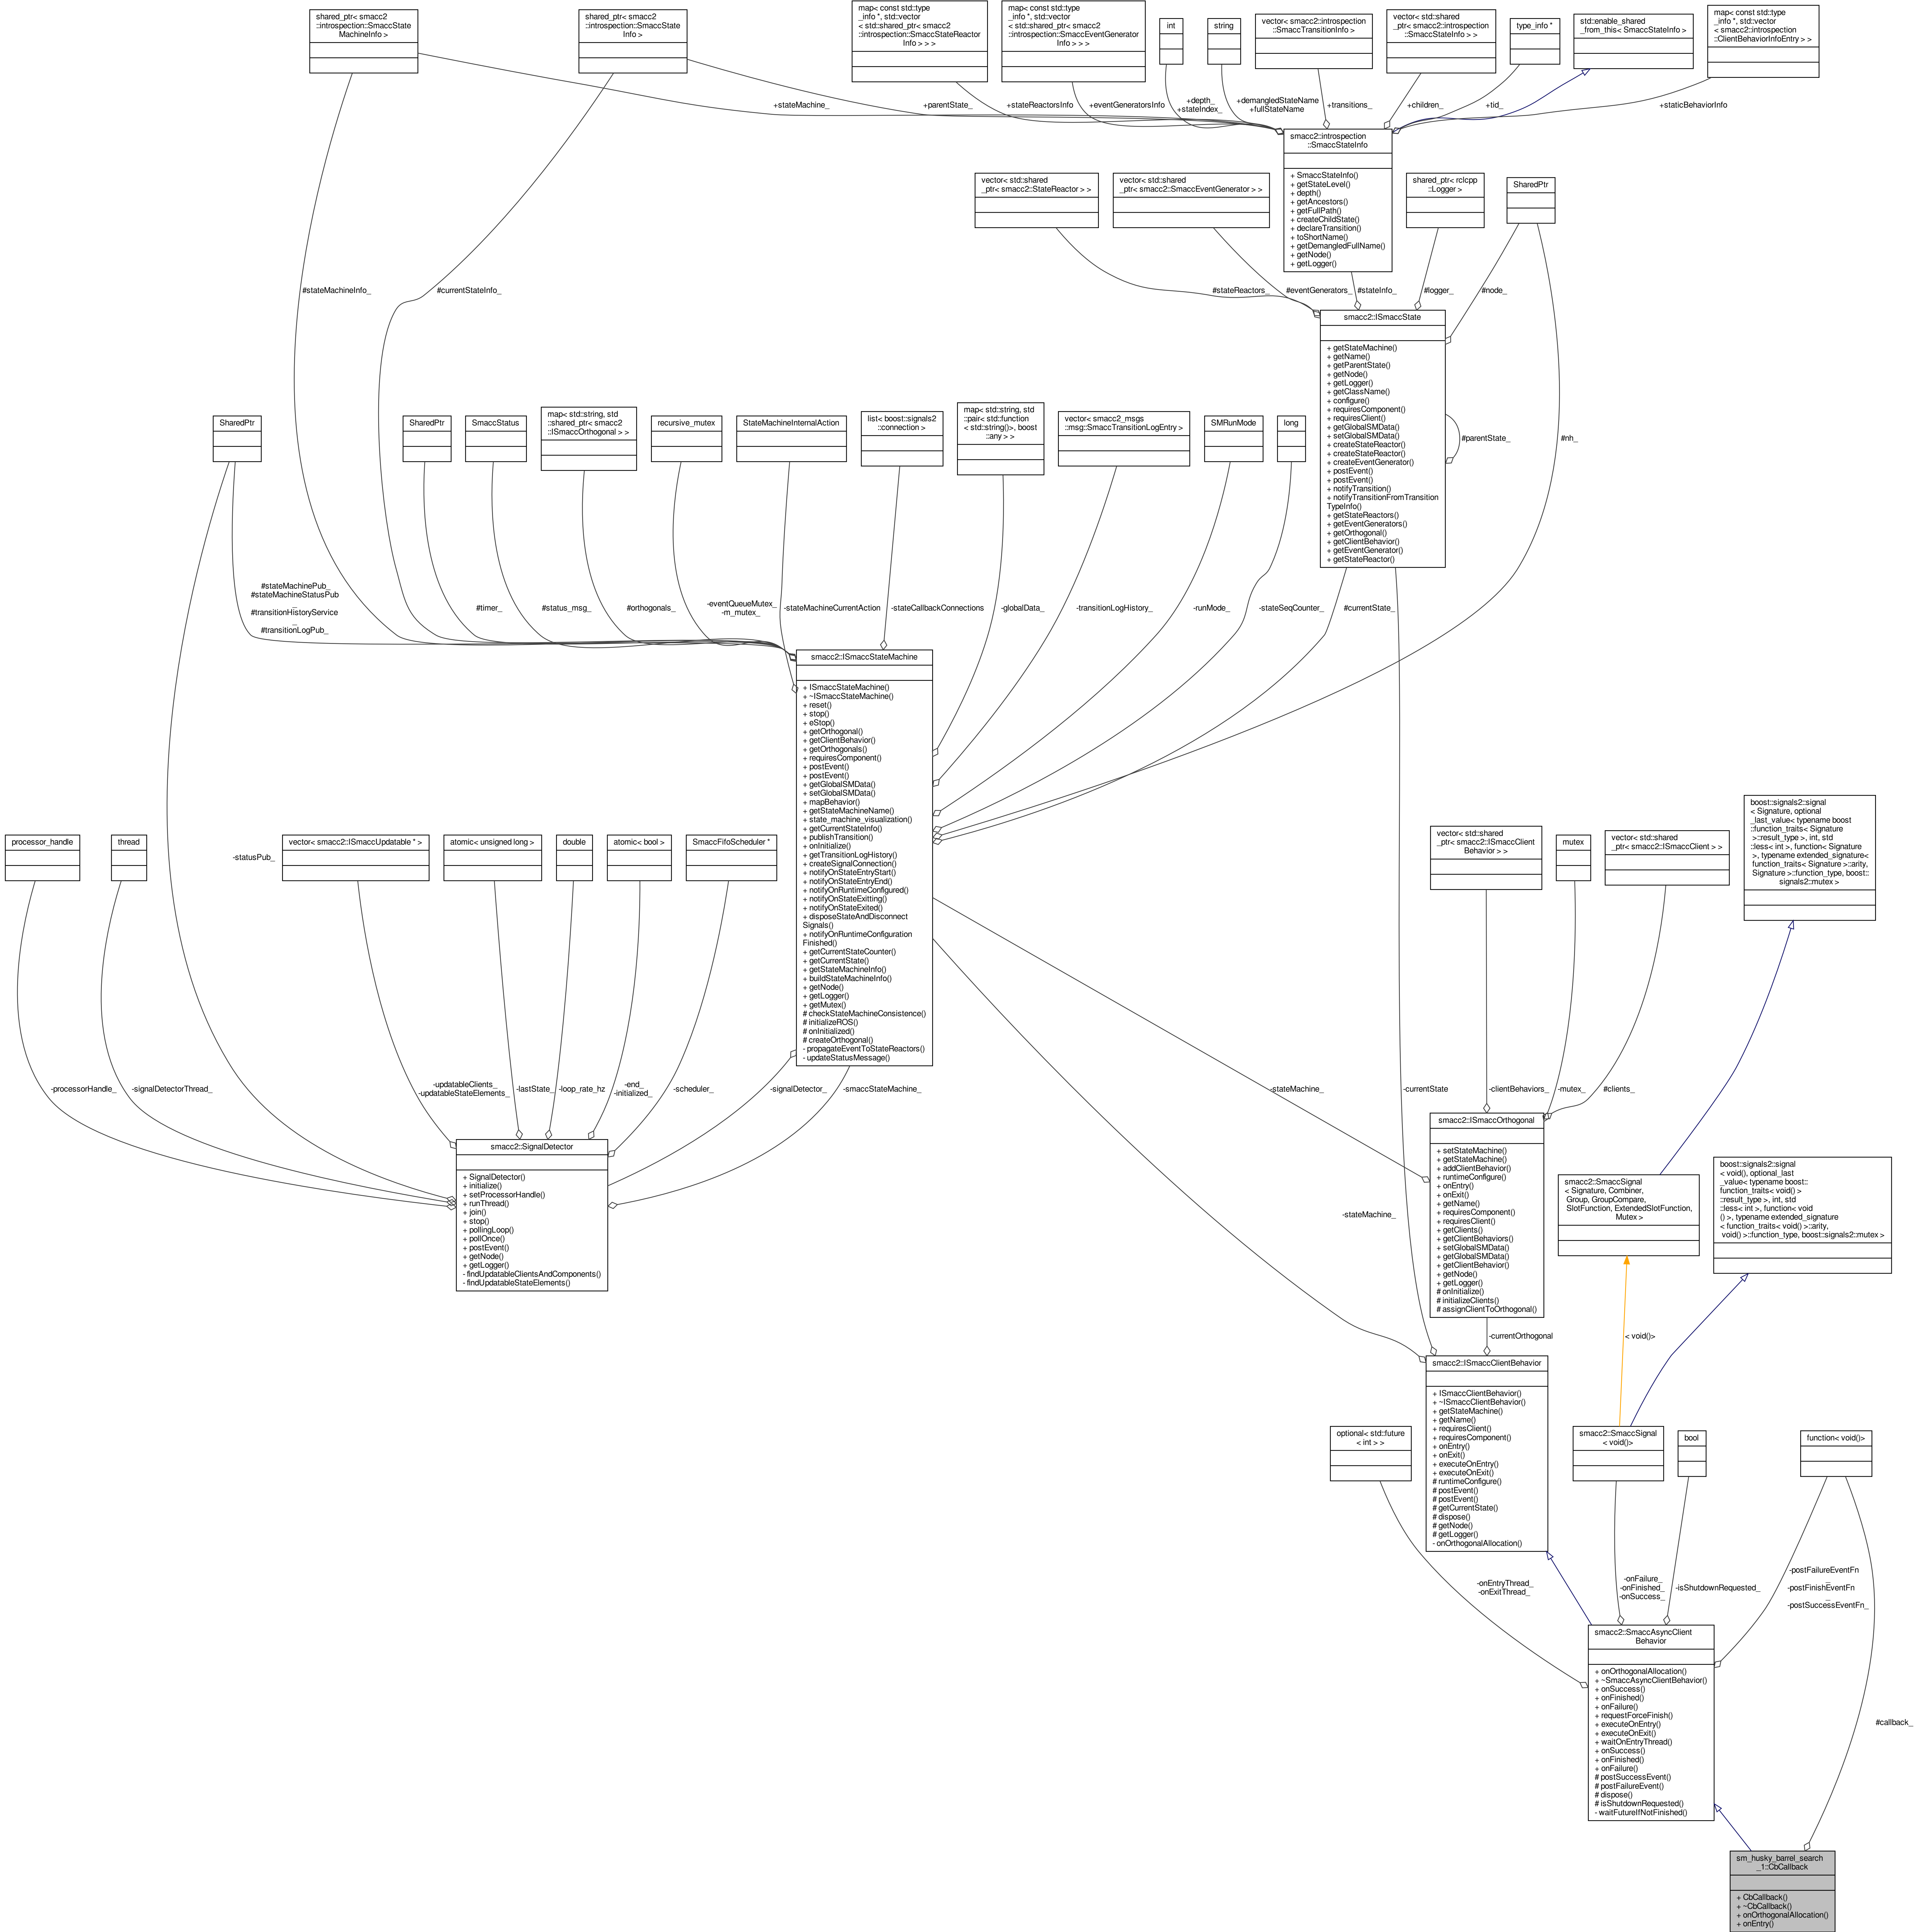 shared_ptr< smacc2
::introspection::SmaccState
MachineInfo >
shared_ptr< smacc2
::introspection::SmaccState
Info >
map< const std::type
_info *, std::vector
< std::shared_ptr< smacc2
::introspection::SmaccStateReactor
Info > > >
map< const std::type
_info *, std::vector
< std::shared_ptr< smacc2
::introspection::SmaccEventGenerator
Info > > >
int
string
vector< smacc2::introspection
::SmaccTransitionInfo >
vector< std::shared
_ptr< smacc2::introspection
::SmaccStateInfo > >
type_info *
std::enable_shared
_from_this< SmaccStateInfo >
map< const std::type
_info *, std::vector
< smacc2::introspection
::ClientBehaviorInfoEntry > >
+stateMachine_
+parentState_
+stateReactorsInfo
+eventGeneratorsInfo
+depth_
+stateIndex_
+demangledStateName
+fullStateName
+transitions_
+children_
+tid_
+staticBehaviorInfo
smacc2::introspection
::SmaccStateInfo
+ SmaccStateInfo()
+ getStateLevel()
+ depth()
+ getAncestors()
+ getFullPath()
+ createChildState()
+ declareTransition()
+ toShortName()
+ getDemangledFullName()
+ getNode()
+ getLogger()
vector< std::shared
_ptr< smacc2::StateReactor > >
vector< std::shared
_ptr< smacc2::SmaccEventGenerator > >
shared_ptr< rclcpp
::Logger >
SharedPtr
#stateMachineInfo_
#currentStateInfo_
#stateReactors_
#eventGenerators_
#stateInfo_
#logger_
#node_
smacc2::ISmaccState
+ getStateMachine()
+ getName()
+ getParentState()
+ getNode()
+ getLogger()
+ getClassName()
+ configure()
+ requiresComponent()
+ requiresClient()
+ getGlobalSMData()
+ setGlobalSMData()
+ createStateReactor()
+ createStateReactor()
+ createEventGenerator()
+ postEvent()
+ postEvent()
+ notifyTransition()
+ notifyTransitionFromTransition
TypeInfo()
+ getStateReactors()
+ getEventGenerators()
+ getOrthogonal()
+ getClientBehavior()
+ getEventGenerator()
+ getStateReactor()
#parentState_
#nh_
SharedPtr
SharedPtr
SmaccStatus
map< std::string, std
::shared_ptr< smacc2
::ISmaccOrthogonal > >
recursive_mutex
StateMachineInternalAction
list< boost::signals2
::connection >
map< std::string, std
::pair< std::function
< std::string()>, boost
::any > >
vector< smacc2_msgs
::msg::SmaccTransitionLogEntry >
SMRunMode
long
#stateMachinePub_
#stateMachineStatusPub
_
#transitionHistoryService
_
#transitionLogPub_
#timer_
#status_msg_
#orthogonals_
-eventQueueMutex_
-m_mutex_
-stateMachineCurrentAction
-stateCallbackConnections
-globalData_
-transitionLogHistory_
-runMode_
-stateSeqCounter_
#currentState_
smacc2::ISmaccStateMachine
+ ISmaccStateMachine()
+ ~ISmaccStateMachine()
+ reset()
+ stop()
+ eStop()
+ getOrthogonal()
+ getClientBehavior()
+ getOrthogonals()
+ requiresComponent()
+ postEvent()
+ postEvent()
+ getGlobalSMData()
+ setGlobalSMData()
+ mapBehavior()
+ getStateMachineName()
+ state_machine_visualization()
+ getCurrentStateInfo()
+ publishTransition()
+ onInitialize()
+ getTransitionLogHistory()
+ createSignalConnection()
+ notifyOnStateEntryStart()
+ notifyOnStateEntryEnd()
+ notifyOnRuntimeConfigured()
+ notifyOnStateExitting()
+ notifyOnStateExited()
+ disposeStateAndDisconnect
Signals()
+ notifyOnRuntimeConfiguration
Finished()
+ getCurrentStateCounter()
+ getCurrentState()
+ getStateMachineInfo()
+ buildStateMachineInfo()
+ getNode()
+ getLogger()
+ getMutex()
# checkStateMachineConsistence()
# initializeROS()
# onInitialized()
# createOrthogonal()
- propagateEventToStateReactors()
- updateStatusMessage()
processor_handle
thread
-statusPub_
vector< smacc2::ISmaccUpdatable * >
atomic< unsigned long >
double
atomic< bool >
SmaccFifoScheduler *
-processorHandle_
-signalDetectorThread_
-updatableClients_
-updatableStateElements_
-lastState_
-loop_rate_hz
-end_
-initialized_
-scheduler_
-signalDetector_
-smaccStateMachine_
smacc2::SignalDetector
+ SignalDetector()
+ initialize()
+ setProcessorHandle()
+ runThread()
+ join()
+ stop()
+ pollingLoop()
+ pollOnce()
+ postEvent()
+ getNode()
+ getLogger()
- findUpdatableClientsAndComponents()
- findUpdatableStateElements()
vector< std::shared
_ptr< smacc2::ISmaccClient
Behavior > >
mutex
vector< std::shared
_ptr< smacc2::ISmaccClient > >
boost::signals2::signal
< Signature, optional
_last_value< typename boost
::function_traits< Signature
>::result_type >, int, std
::less< int >, function< Signature
>, typename extended_signature<
function_traits< Signature >::arity,
Signature >::function_type, boost::
signals2::mutex >
-stateMachine_
-currentState
-clientBehaviors_
-mutex_
#clients_
smacc2::ISmaccOrthogonal
+ setStateMachine()
+ getStateMachine()
+ addClientBehavior()
+ runtimeConfigure()
+ onEntry()
+ onExit()
+ getName()
+ requiresComponent()
+ requiresClient()
+ getClients()
+ getClientBehaviors()
+ setGlobalSMData()
+ getGlobalSMData()
+ getClientBehavior()
+ getNode()
+ getLogger()
# onInitialize()
# initializeClients()
# assignClientToOrthogonal()
smacc2::SmaccSignal
< Signature, Combiner,
Group, GroupCompare,
SlotFunction, ExtendedSlotFunction,
Mutex >
boost::signals2::signal
< void(), optional_last
_value< typename boost::
function_traits< void() >
::result_type >, int, std
::less< int >, function< void
() >, typename extended_signature
< function_traits< void() >::arity,
void() >::function_type, boost::signals2::mutex >
-stateMachine_
-currentOrthogonal
< void()>
smacc2::ISmaccClientBehavior
+ ISmaccClientBehavior()
+ ~ISmaccClientBehavior()
+ getStateMachine()
+ getName()
+ requiresClient()
+ requiresComponent()
+ onEntry()
+ onExit()
+ executeOnEntry()
+ executeOnExit()
# runtimeConfigure()
# postEvent()
# postEvent()
# getCurrentState()
# dispose()
# getNode()
# getLogger()
- onOrthogonalAllocation()
optional< std::future
< int > >
smacc2::SmaccSignal
< void()>
bool
function< void()>
-onEntryThread_
-onExitThread_
-onFailure_
-onFinished_
-onSuccess_
-isShutdownRequested_
-postFailureEventFn
_
-postFinishEventFn
_
-postSuccessEventFn_
smacc2::SmaccAsyncClient
Behavior
+ onOrthogonalAllocation()
+ ~SmaccAsyncClientBehavior()
+ onSuccess()
+ onFinished()
+ onFailure()
+ requestForceFinish()
+ executeOnEntry()
+ executeOnExit()
+ waitOnEntryThread()
+ onSuccess()
+ onFinished()
+ onFailure()
# postSuccessEvent()
# postFailureEvent()
# dispose()
# isShutdownRequested()
- waitFutureIfNotFinished()
#callback_
sm_husky_barrel_search
_1::CbCallback
+ CbCallback()
+ ~CbCallback()
+ onOrthogonalAllocation()
+ onEntry()